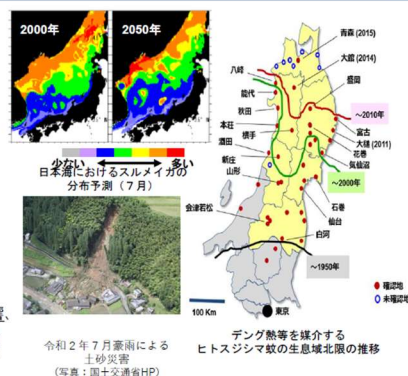 2000年
2050年
少ない
多い
日本海におけるスルメイカの
分布予測（７月）
令和２年７月豪雨による
土砂災害
（写真：国土交通省HP）
青森 (2015)
大館 (2014)
盛岡
八峰
能代
秋田
本荘
横手
酒田
新庄
山形
会津若松
～2010年
宮古
大槌 (2011)
花巻
気仙沼
～2000年
石巻
仙台
白河
～1950年
確認地
未確認地
100 Km
東京
デング熱等を媒介する
ヒトスジシマ蚊の生息域北限の推移